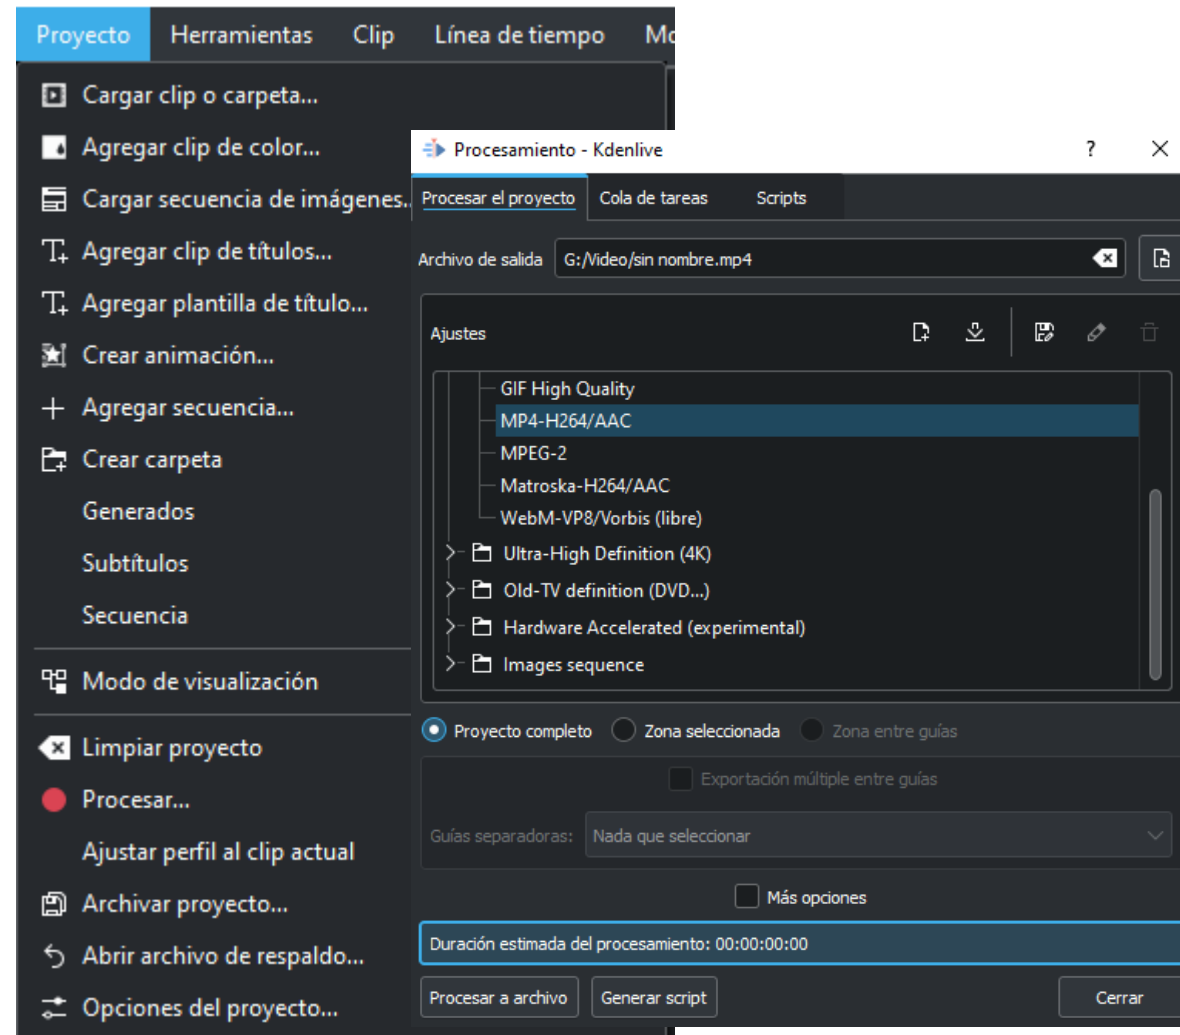 Proyecto Herramientas Clip Línea de tiempo
Cargar clip o carpeta...
Agregar clip de color...
Cargar secuencia de imágenes..
Agregar clip de títulos...
Agregar plantilla de título...
Crear animación...
Agregar secuencia...
Crear carpeta
Generados
Subtítulos
Secuencia
Modo de visualización
Limpiar proyecto
Procesar...
Ajustar perfil al clip actual
Archivar proyecto...
Abrir archivo de respaldo...
Opciones del proyecto...
Procesamiento - Kdenlive ?
Procesar el proyecto Cola de tareas Scripts
Archivo de salida G:/Video/sin nombre.mp4
Ajustes
GIF High Quality
MP4-H264/AAC
MPEG-2
Matroska-H264/AAC
WebM-VP8/Vorbis (libre)
Ultra-High Definition (4K)
Old-TV definition (DVD...)
Hardware Accelerated (experimental)
Images sequence
Proyecto completo Zona seleccionada Zona entre guías
Exportación múltiple entre guías
Guías separadoras: Nada que seleccionar
Más opciones
Duración estimada del procesamiento: 00:00:00:00
Procesar a archivo Generar script Cerrar